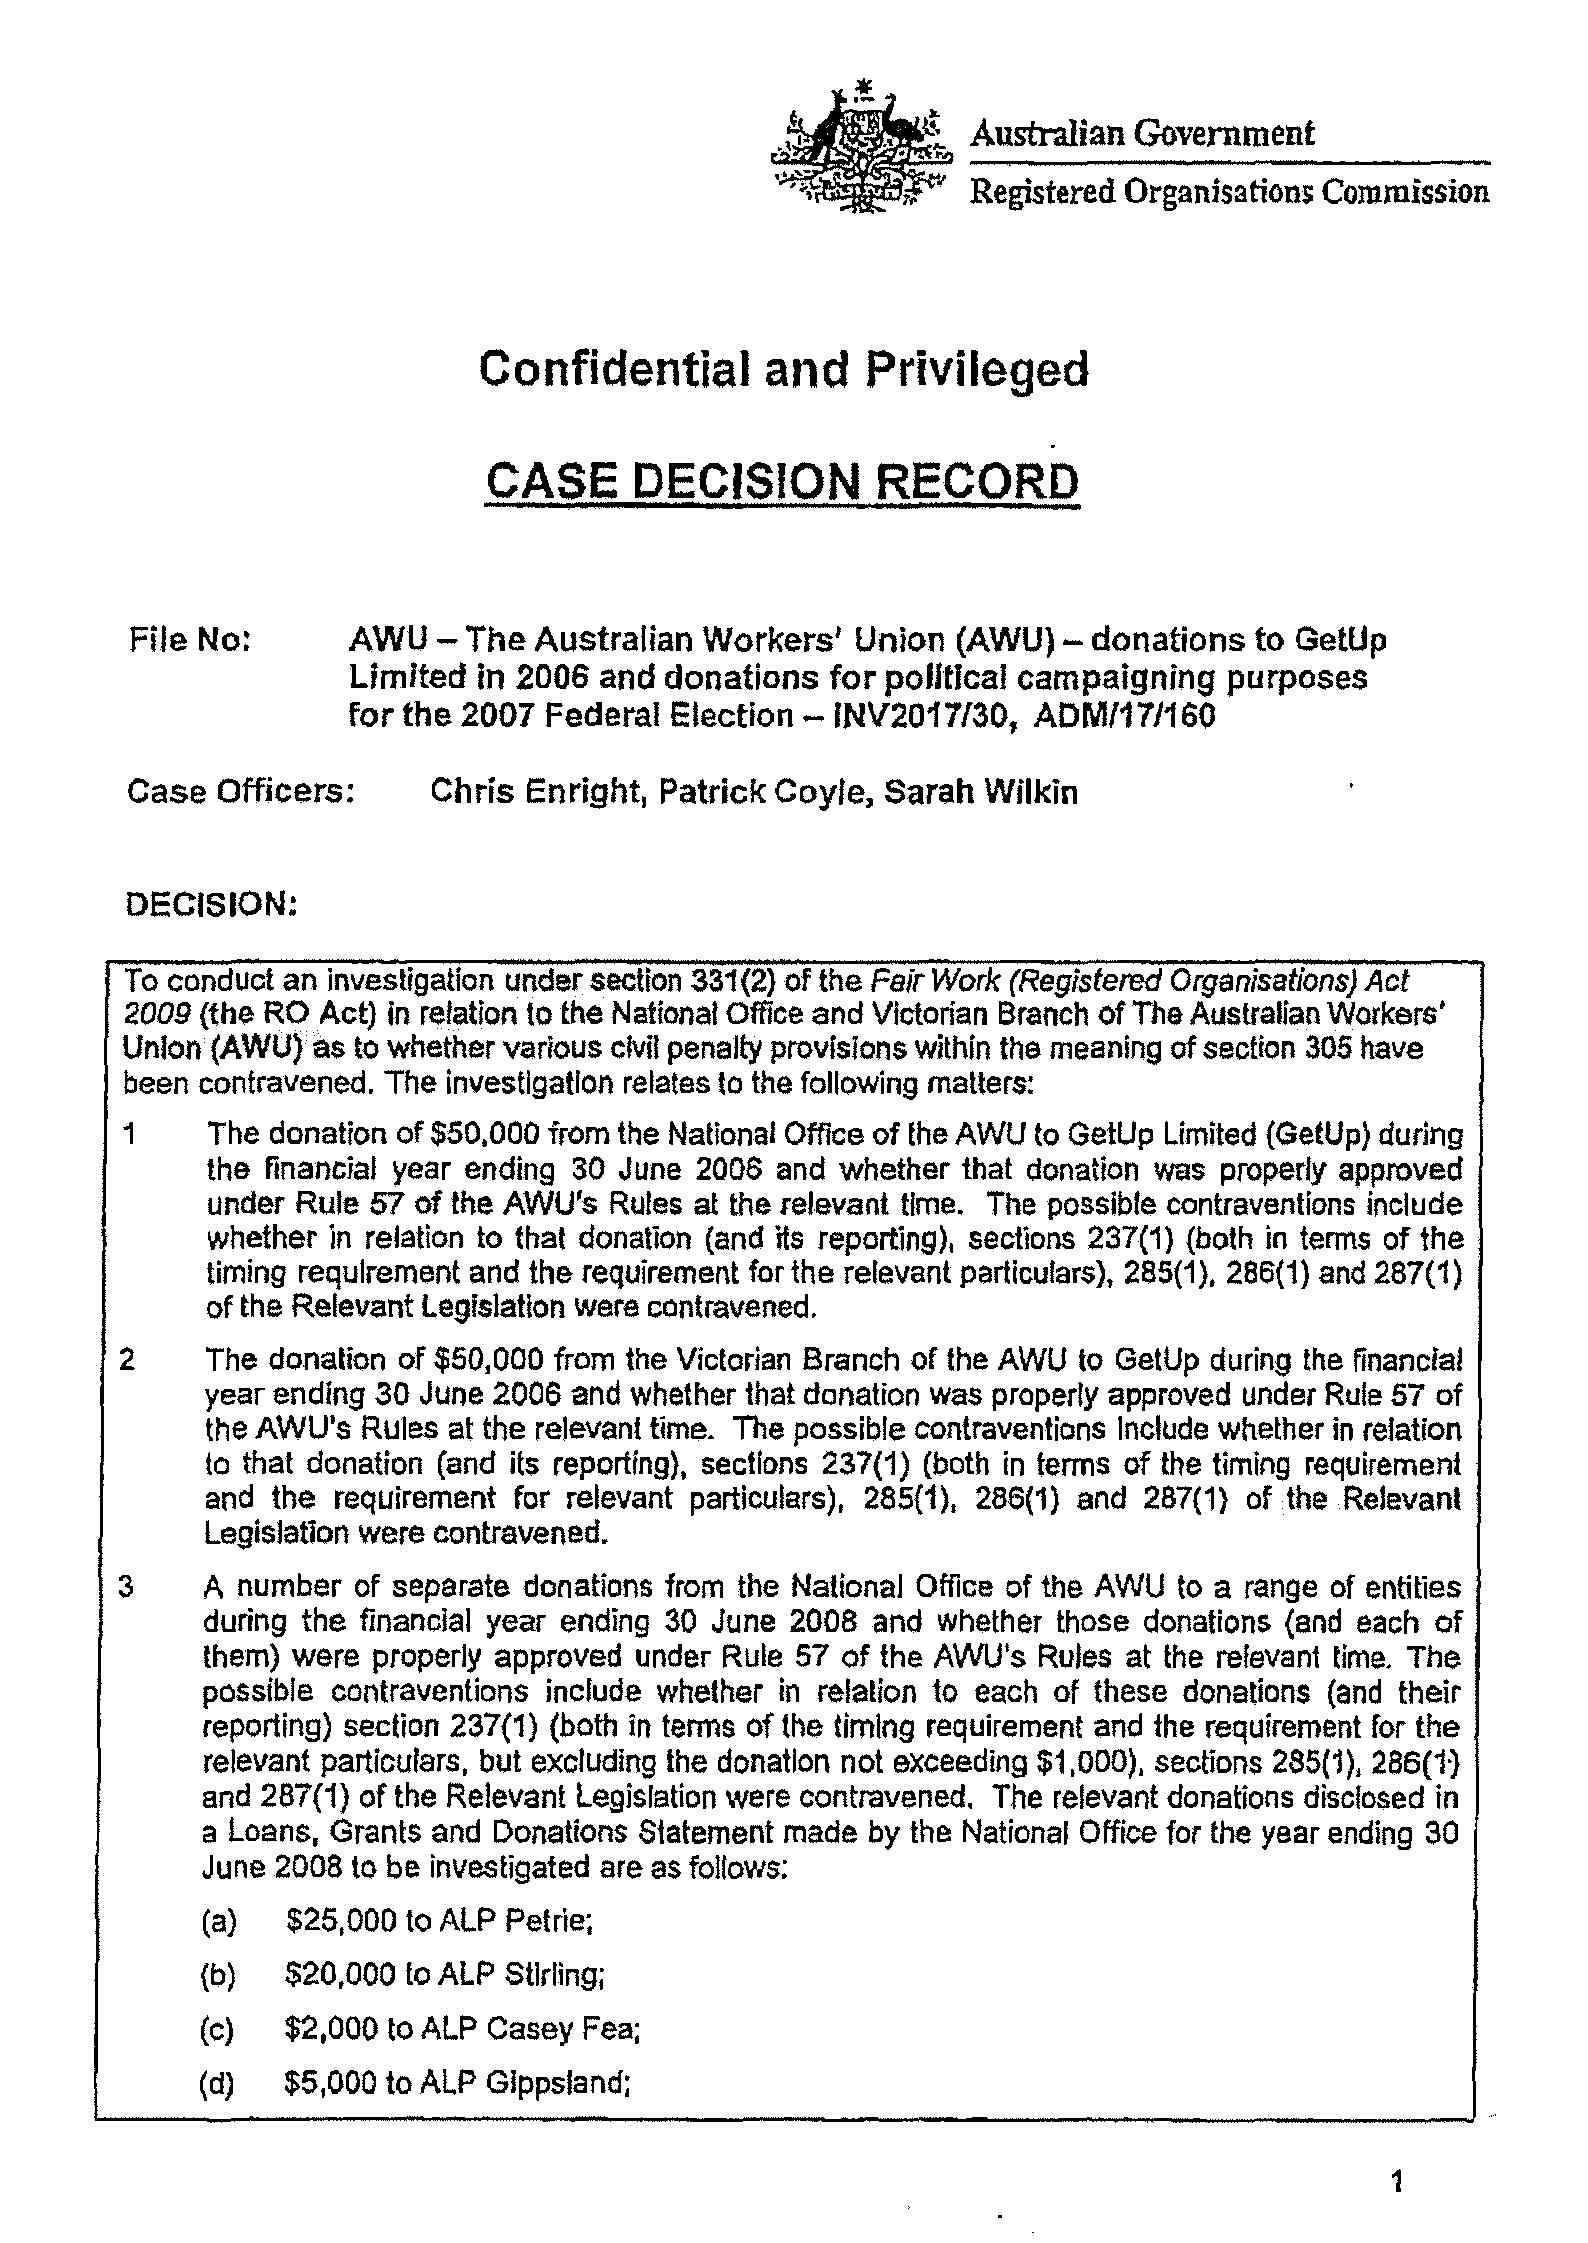 Australian Government
Registered Organisations Commission
Confidential and Privileged
CASE DECISION RECORD
File No: AWU – The Australian Workers' Union (AWU) – donations to GetUp
Limited in 2006 and donations for political campaigning purposes
for the 2007 Federal Election – INV2017/30, ADM/17/160
Case Officers: Chris Enright, Patrick Coyle, Sarah Wilkin
DECISION:
To conduct an investigation under section 331(2) of the Fair Work (Registered Organisations) Act
2009 (the RO Act) in relation to the National Office and Victorian Branch of The Australian Workers'
Union (AWU) as to whether various civil penalty provisions within the meaning of section 305 have
been contravened. The investigation relates to the following matters:
1 The donation of $50,000 from the National Office of the AWU to GetUp Limited (GetUp) during
the financial year ending 30 June 2006 and whether that donation was properly approved
under Rule 57 of the AWU's Rules at the relevant time. The possible contraventions include
whether in relation to that donation (and its reporting), sections 237(1) (both in terms of the
timing requirement and the requirement for the relevant particulars), 285(1), 286(1) and 287(1)
of the Relevant Legislation were contravened.
2 The donation of $50,000 from the Victorian Branch of the AWU to GetUp during the financial
year ending 30 June 2006 and whether that donation was properly approved under Rule 57 of
the AWU's Rules at the relevant time. The possible contraventions include whether in relation
to that donation (and its reporting), sections 237(1) (both in terms of the timing requirement
and the requirement for relevant particulars), 285(1), 286(1) and 287(1) of the Relevant
Legislation were contravened.
3 A number of separate donations from the National Office of the AWU to a range of entities
during the financial year ending 30 June 2008 and whether those donations (and each of
them) were properly approved under Rule 57 of the AWU's Rules at the relevant time. The
possible contraventions include whether in relation to each of these donations (and their
reporting) section 237(1) (both in terms of the timing requirement and the requirement for the
relevant particulars, but excluding the donation not exceeding $1,000), sections 285(1), 286(1)
and 287(1) of the Relevant Legislation were contravened. The relevant donations disclosed in
a Loans, Grants and Donations Statement made by the National Office for the year ending 30
June 2008 to be investigated are as follows:
(a) $25,000 to ALP Petrie;
(b) $20,000 to ALP Stirling;
(c) $2,000 to ALP Casey Fea;
(d) $5,000 to ALP Gippsland;
1